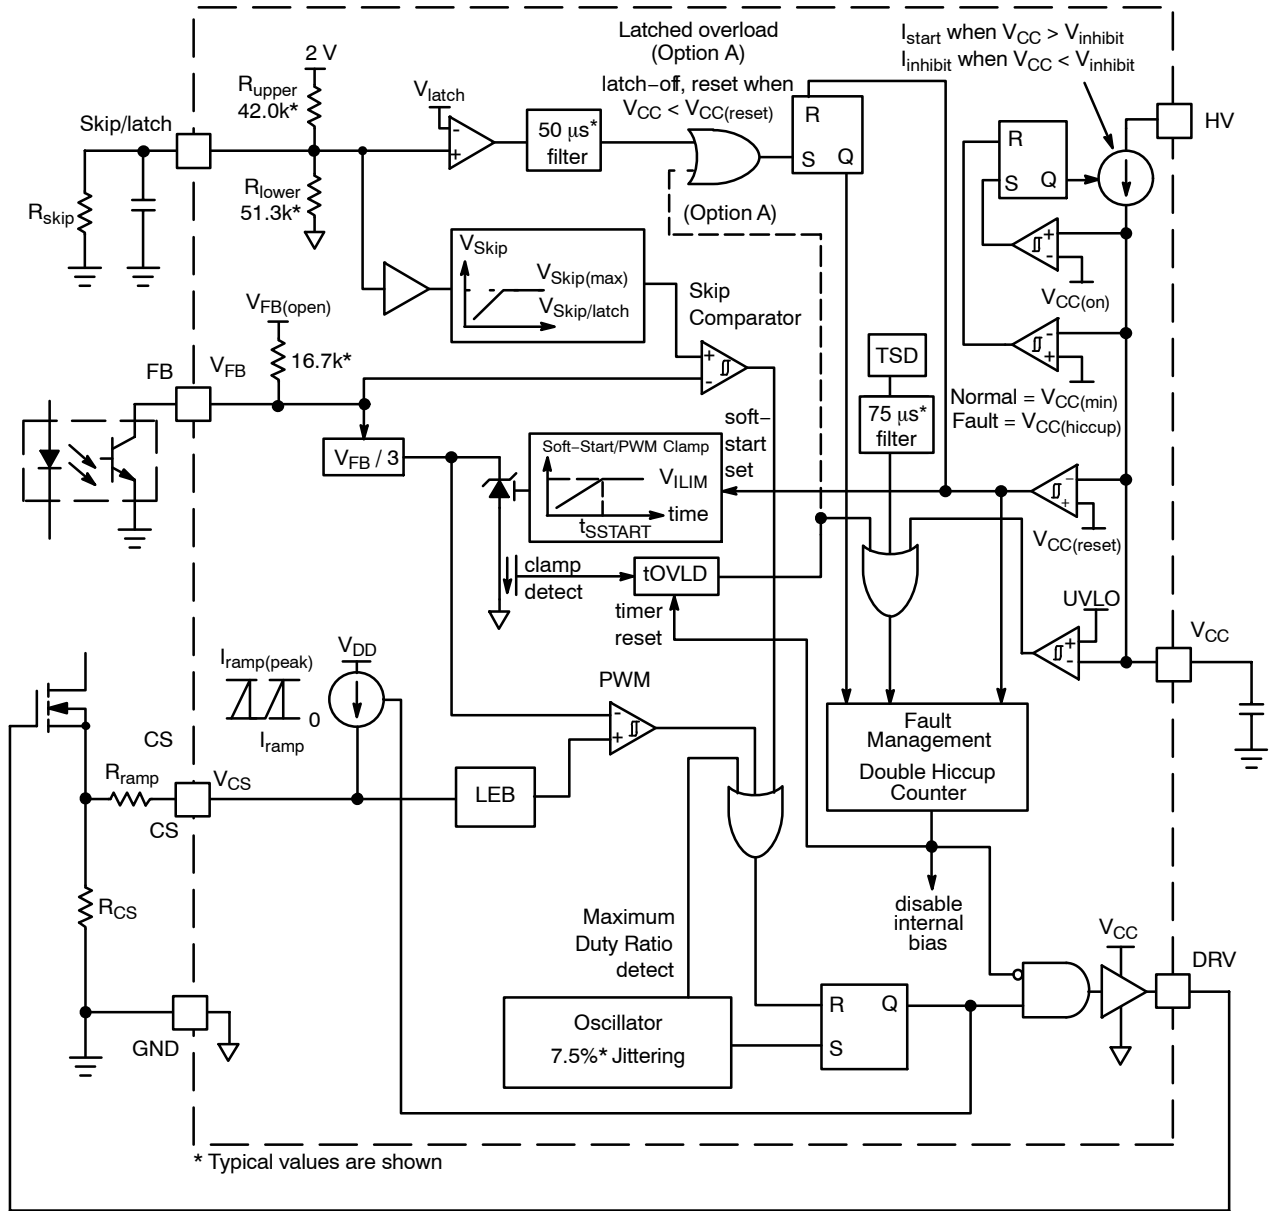 Latched overload
(Option A)
latch−off, reset when
VCC < VCC(reset)
Istart when VCC > Vinhibit
Iinhibit when VCC < Vinhibit
2 V
Rupper
42.0k*
Vlatch
-
+
50 µs*
filter
R
S
Q
HV
R
S
Q
Skip/latch
Rskip
Rlower
51.3k*
(Option A)
VSkip
VSkip(max)
VSkip/latch
+
-
VCC(on)
-
+
Normal = VCC(min)
Fault = VCC(hiccup)
Skip
Comparator
+
-
VFB(open)
16.7k*
FB
VFB
TSD
75 µs*
filter
VFB / 3
soft−
start
set
Soft−Start/PWM Clamp
VILIM
time
tSSTART
-
+
VCC(reset)
clamp
detect
tOVLD
timer
reset
UVLO
+
-
VCC
VDD
Iramp(peak)
0
Iramp
PWM
-
+
CS
Rramp
VCS
CS
LEB
Fault
Management
Double Hiccup
Counter
RCS
disable
internal
bias
Maximum
Duty Ratio
detect
VCC
DRV
Oscillator
7.5%* Jittering
R
Q
S
GND
* Typical values are shown